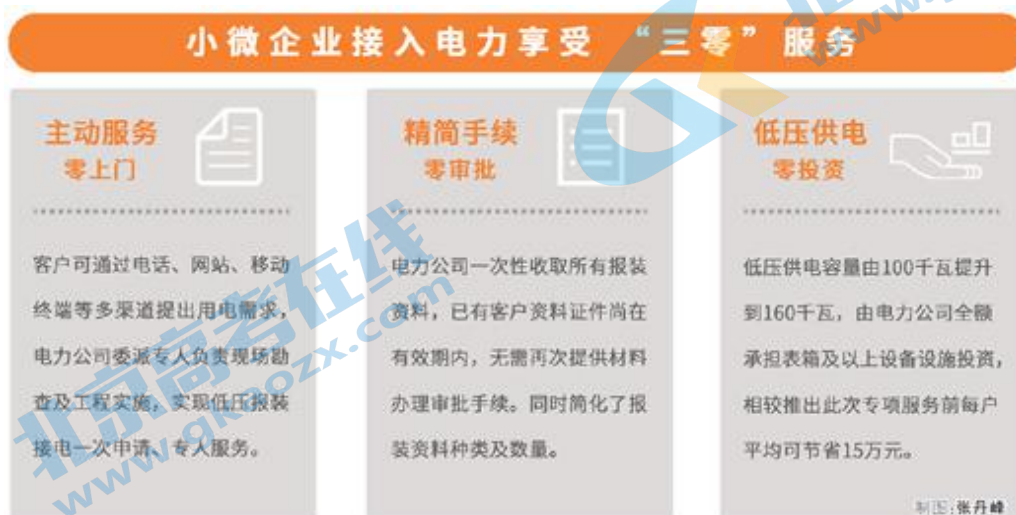 小微企业接入电力享受“三零”服务
主动服务
零上门
客户可通过电话、网站、移动
终端等多渠道提出用电需求，
电力公司委派专人负责现场勘
查及工程实施，实现低压报装
接电一次申请、专人服务。
精简手续
零审批
电力公司一次性收取所有报装
资料，已有客户资料证件尚在
有效期内，无需再次提供材料
办理审批手续。同时简化了报
装资料种类及数量。
低压供电
零投资
低压供电容量由100千瓦提升
到160千瓦，由电力公司全额
承担表箱及以上设备设施投资，
相较推出此次专项服务前每户
平均可节省15万元。
制图:张丹峰
北京高考在线
www.gkaozx.com